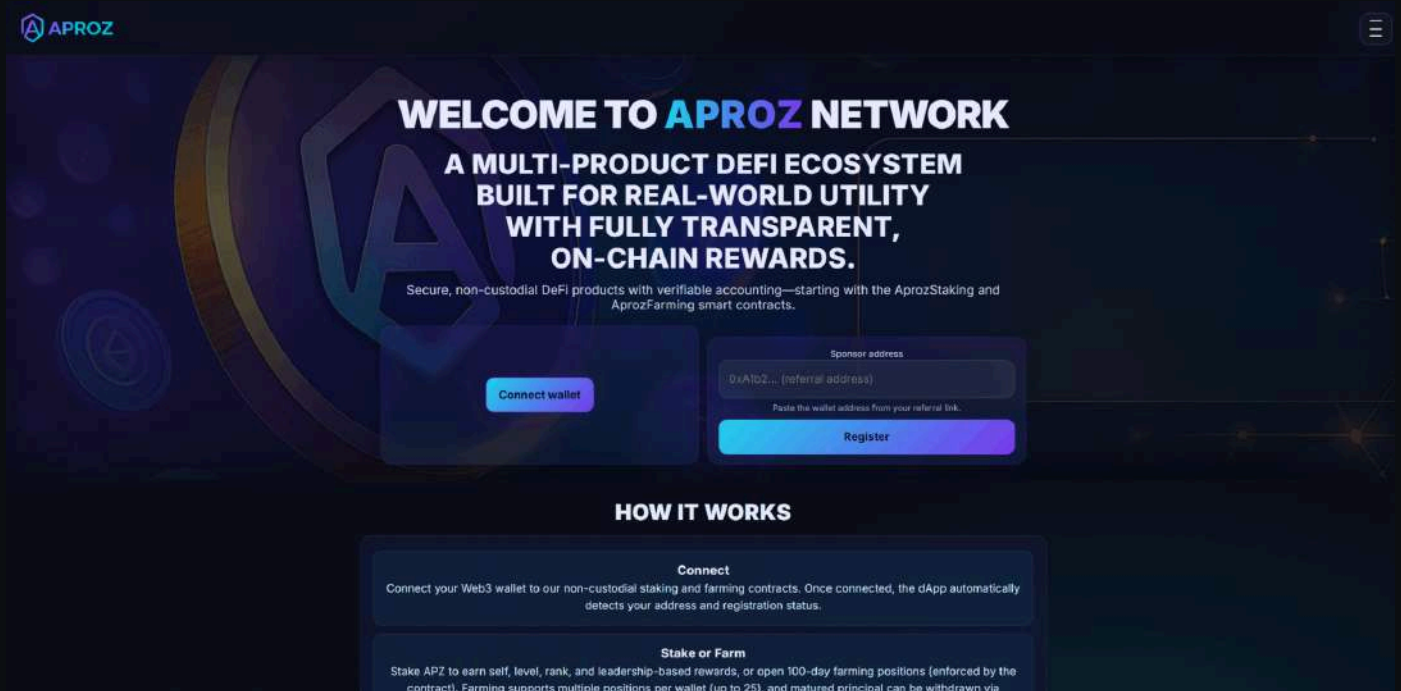 APROZ
WELCOME TO APROZ NETWORK
A MULTI-PRODUCT DEFI ECOSYSTEM
BUILT FOR REAL-WORLD UTILITY
WITH FULLY TRANSPARENT,
ON-CHAIN REWARDS.
Secure, non-custodial DeFi products with verifiable accounting—starting with the AprozStaking and
AprozFarming smart contracts.
Connect wallet
Sponsor address
0xA1b2... (referral address)
Paste the wallet address from your referral link.
Register
HOW IT WORKS
Connect
Connect your Web3 wallet to our non-custodial staking and farming contracts. Once connected, the dApp automatically
detects your address and registration status.
Stake or Farm
Stake APZ to earn self, level, rank, and leadership-based rewards, or open 100-day farming positions (enforced by the
contract). Farming supports multiple positions per wallet (up to 25), and matured principal can be withdrawn via